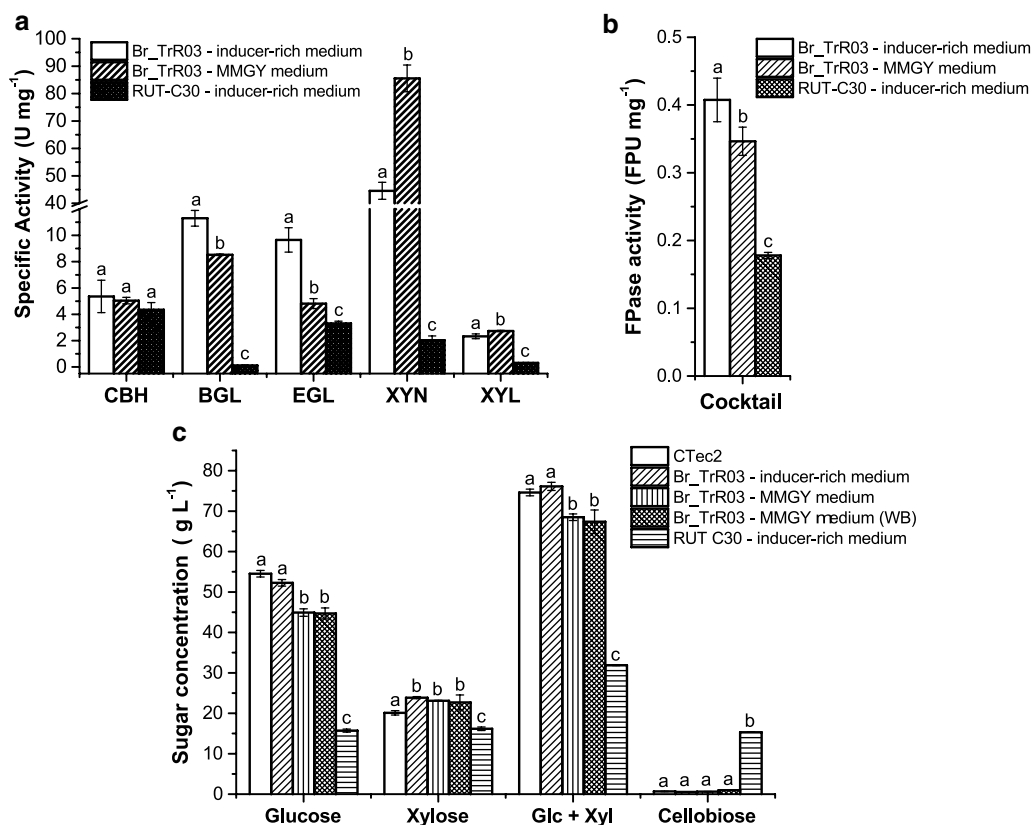 a
Specific Activity (U mg-1)
100
90
80
70
60
50
40
10
8
6
4
2
0
Br_TrR03 - inducer-rich medium
Br_TrR03 - MMGY medium
RUT-C30 - inducer-rich medium
a a a
a b c
a b c
a b c
a b c
CBH BGL EGL XYN XYL
b
FPase activity (FPU mg-1)
0.5
0.4
0.3
0.2
0.1
0.0
Br_TrR03 - inducer-rich medium
Br_TrR03 - MMGY medium
RUT-C30 - inducer-rich medium
a b c
Cocktail
c
Sugar concentration ( g L-1)
80
70
60
50
40
30
20
10
0
CTec2
Br_TrR03 - inducer-rich medium
Br_TrR03 - MMGY medium
Br_TrR03 - MMGY medium (WB)
RUT C30 - inducer-rich medium
a a b b c
a b b b c
a a b b c
a a a a b
Glucose Xylose Glc + Xyl Cellobiose